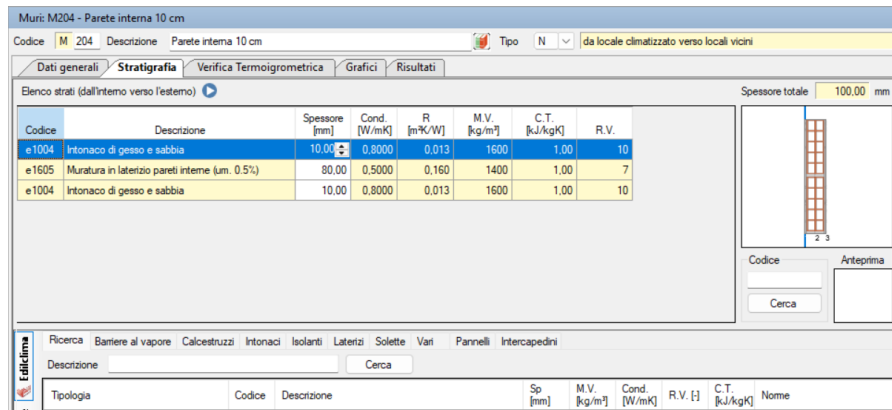 Muri: M204 - Parete interna 10 cm
Codice M 204 Descrizione Parete interna 10 cm Tipo N da locale climatizzato verso locali vicini
Dati generali Stratigrafia Verifica Termoigrometrica Grafici Risultati
Elenco strati (dall'interno verso l'esterno) Spessore totale 100.00 mm
Codice Descrizione Spessore [mm] Cond. [W/mK] R [m²K/W] M.V. [kg/m³] C.T. [kJ/kgK] R.V.
e1004 Intonaco di gesso e sabbia 10,00 0,8000 0,013 1600 1,00 10
e1605 Muratura in laterizio pareti interne (um. 0.5%) 80,00 0,5000 0,160 1400 1,00 7
e1004 Intonaco di gesso e sabbia 10,00 0,8000 0,013 1600 1,00 10
2 3
Codice Anteprima
Cerca
Edilclima
Ricerca Barriere al vapore Calcestruzzi Intonaci Isolanti Laterizi Solette Vari Pannelli Intercapedini
Descrizione Cerca
Tipologia Codice Descrizione Sp [mm] M.V. [kg/m³] Cond. [W/mK] R.V. [-] C.T. [kJ/kgK] Nome